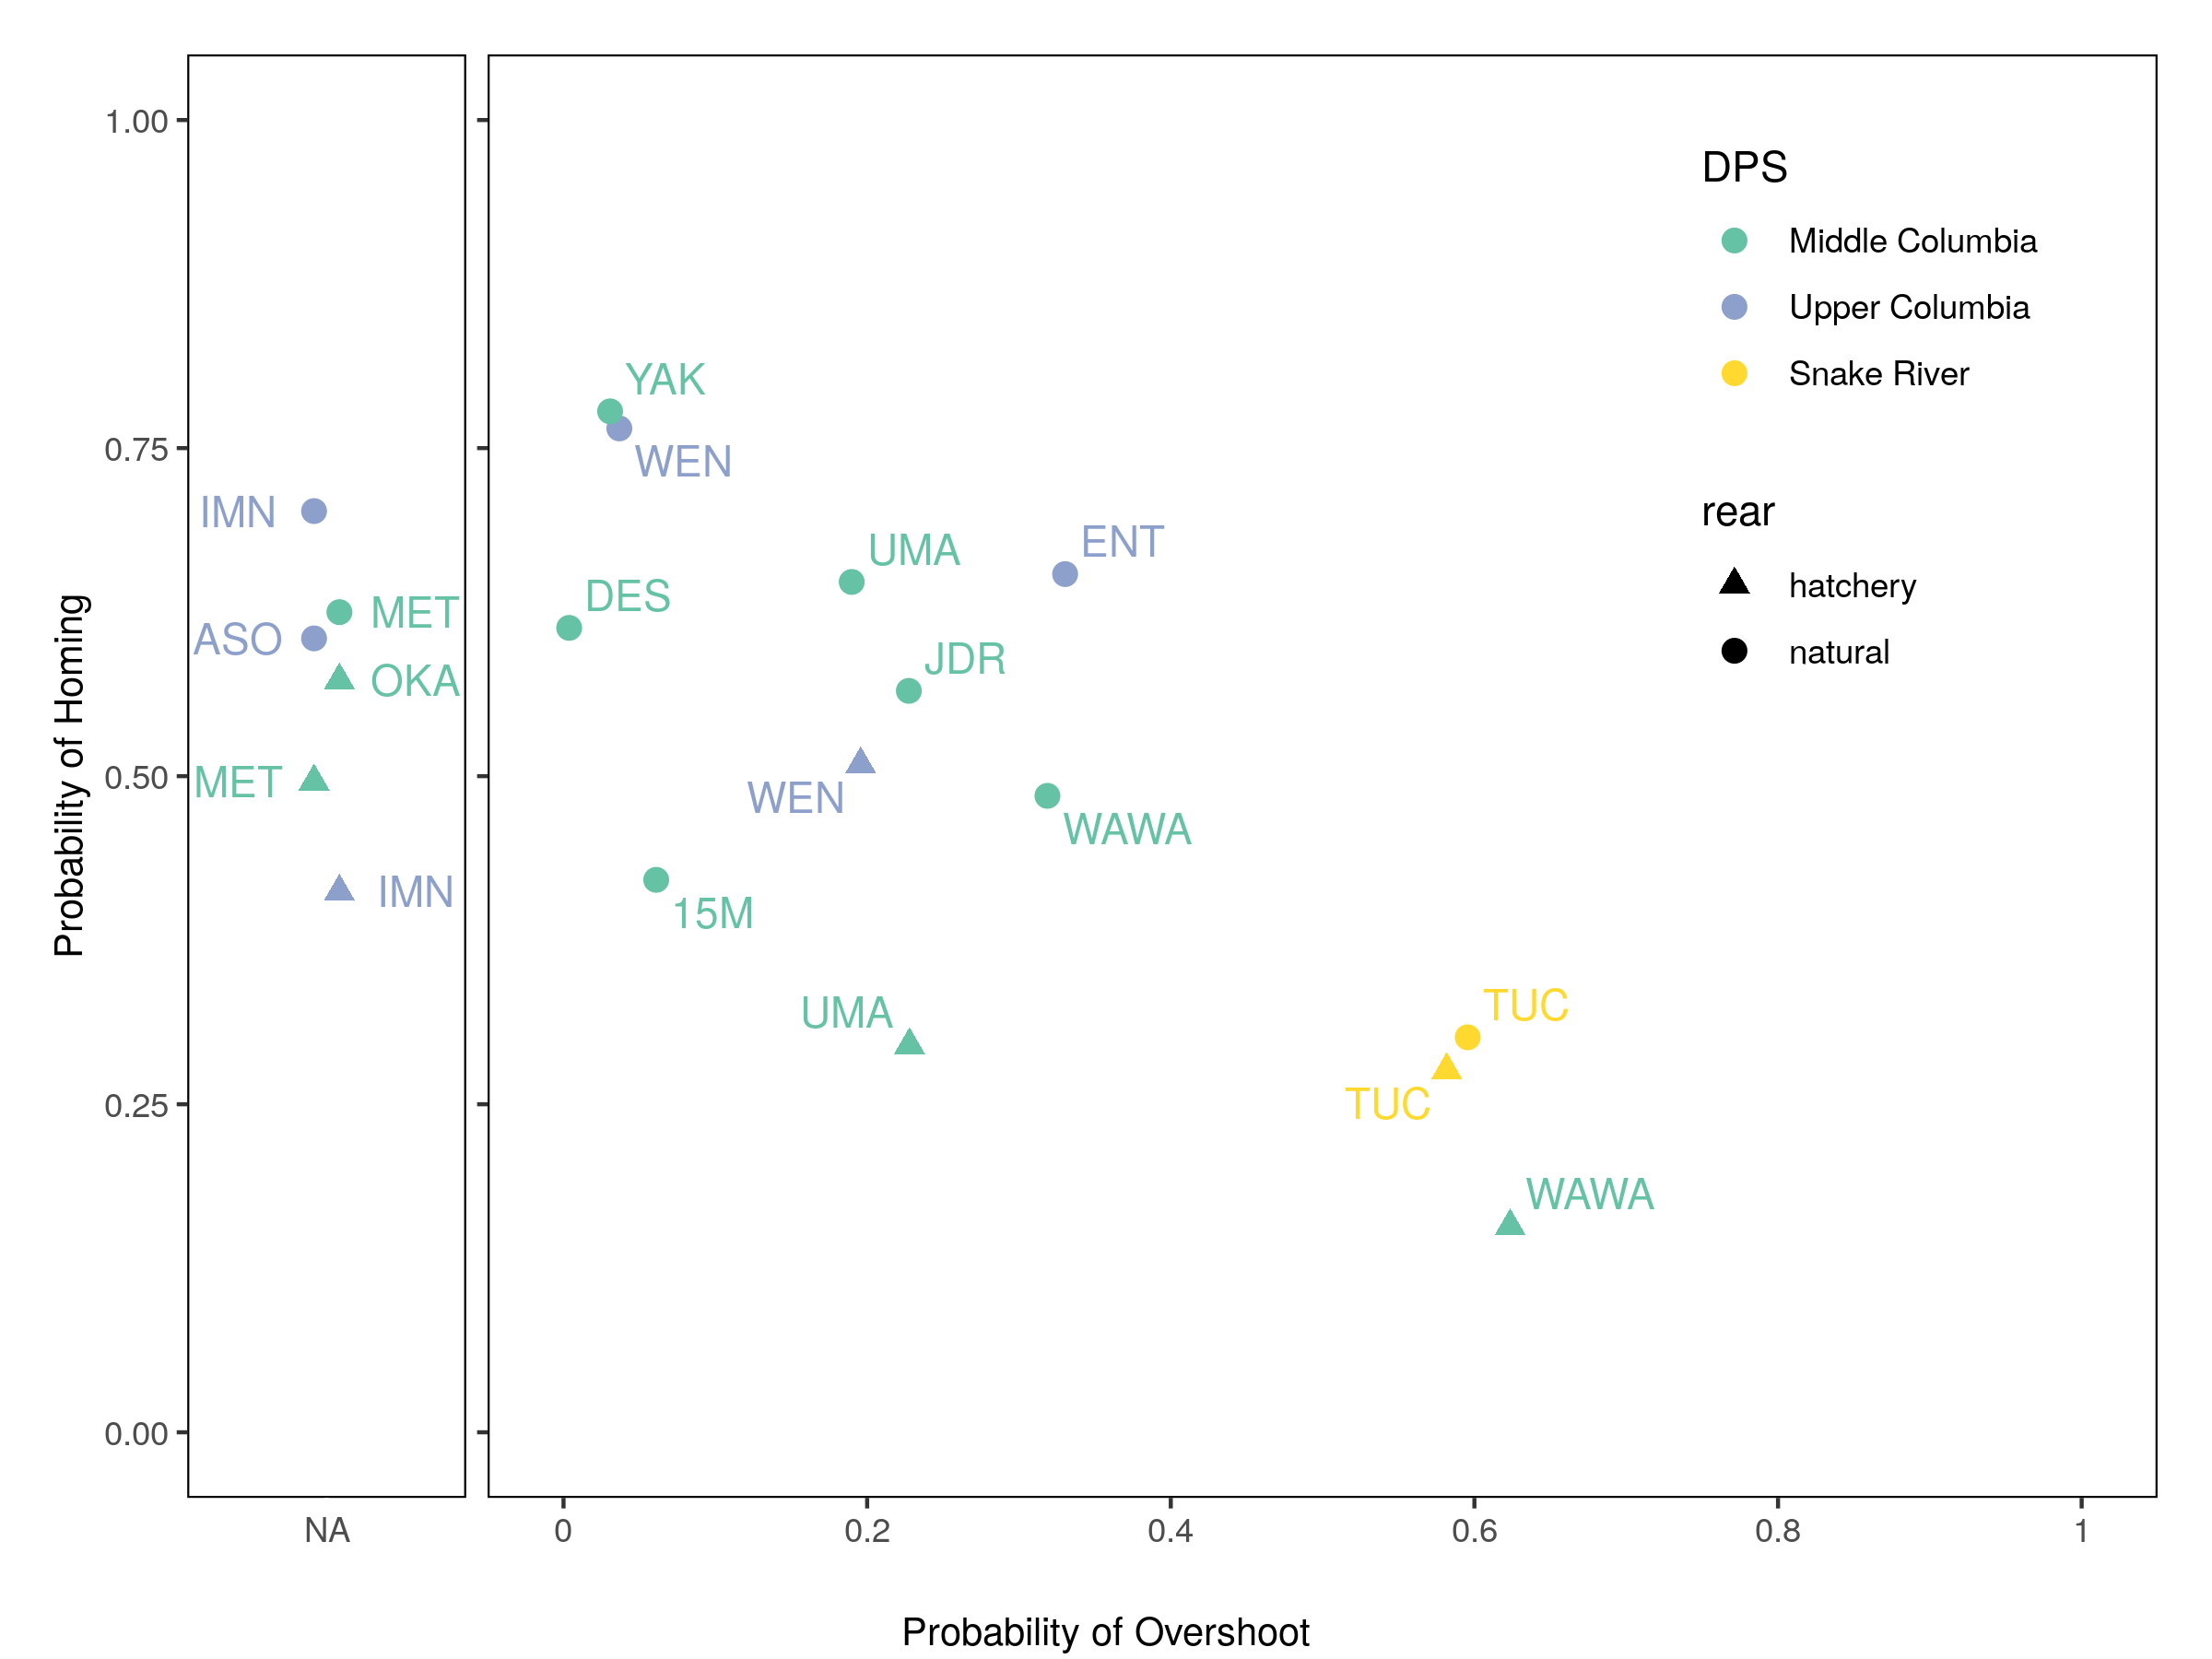 1.00
0.75
0.50
0.25
0.00
Probability of Homing
IMN
MET
ASO
OKA
MET
IMN
NA
YAK
WEN
UMA
ENT
DES
JDR
WEN
WAWA
15M
UMA
TUC
TUC
WAWA
DPS
Middle Columbia
Upper Columbia
Snake River
rear
hatchery
natural
0 0.2 0.4 0.6 0.8 1
Probability of Overshoot